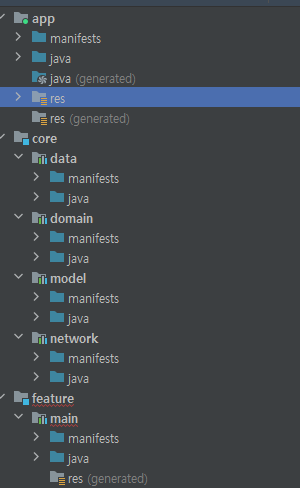 app
manifests
java
java (generated)
res
res (generated)
core
data
manifests
java
domain
manifests
java
model
manifests
java
network
manifests
java
feature
main
manifests
java
res (generated)